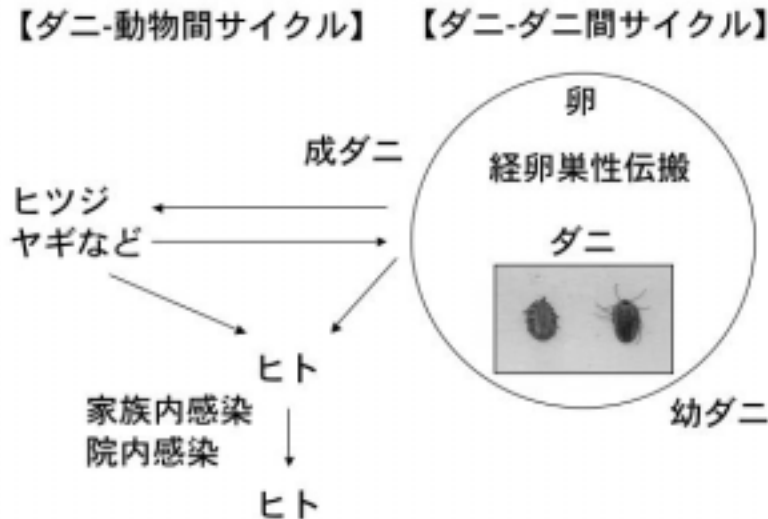 【ダニ-動物間サイクル】
【ダニ-ダニ間サイクル】
卵
成ダニ
経卵巣性伝搬
ヒツジ
ヤギなど
ダニ
ヒト
家族内感染
院内感染
幼ダニ
ヒト